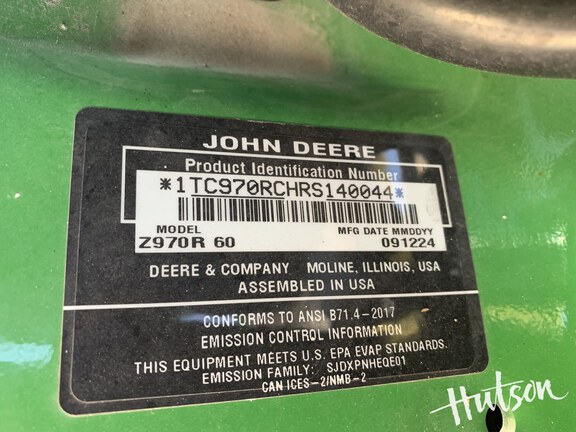 JOHN DEERE
Product Identification Number
*1TC970RCHRS140044*
MODEL MFG DATE MMDDYY
Z970R 60 091224
DEERE & COMPANY MOLINE, ILLINOIS, USA
ASSEMBLED IN USA
CONFORMS TO ANSI B71.4-2017
EMISSION CONTROL INFORMATION
THIS EQUIPMENT MEETS U.S. EPA EVAP STANDARDS.
EMISSION FAMILY: SJDXPNHEQE01
CAN ICES-2/NMB-2
Hutson